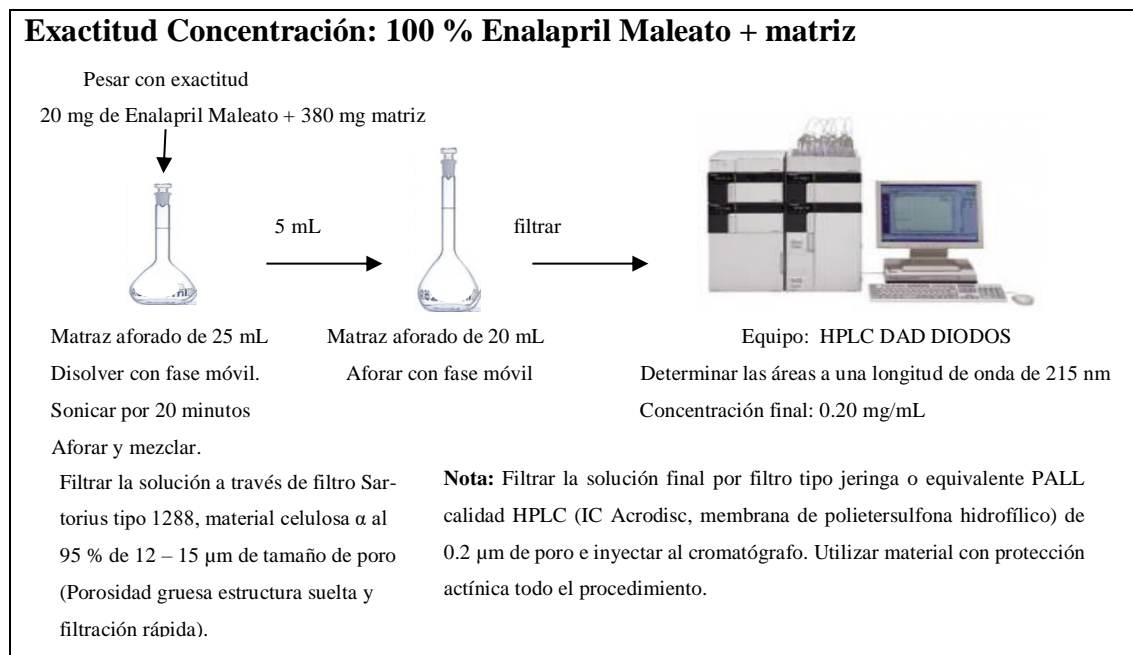 Exactitud Concentración: 100 % Enalapril Maleato + matriz
Pesar con exactitud
20 mg de Enalapril Maleato + 380 mg matriz
5 mL
filtrar
Matraz aforado de 25 mL
Disolver con fase móvil.
Sonicar por 20 minutos
Aforar y mezclar.
Matraz aforado de 20 mL
Aforar con fase móvil
Equipo: HPLC DAD DIODOS
Determinar las áreas a una longitud de onda de 215 nm
Concentración final: 0.20 mg/mL
Filtrar la solución a través de filtro Sar-
torius tipo 1288, material celulosa α al
95 % de 12 – 15 µm de tamaño de poro
(Porosidad gruesa estructura suelta y
filtración rápida).
Nota: Filtrar la solución final por filtro tipo jeringa o equivalente PALL
calidad HPLC (IC Acrodisc, membrana de polietersulfona hidrofílico) de
0.2 µm de poro e inyectar al cromatógrafo. Utilizar material con protección
actínica todo el procedimiento.